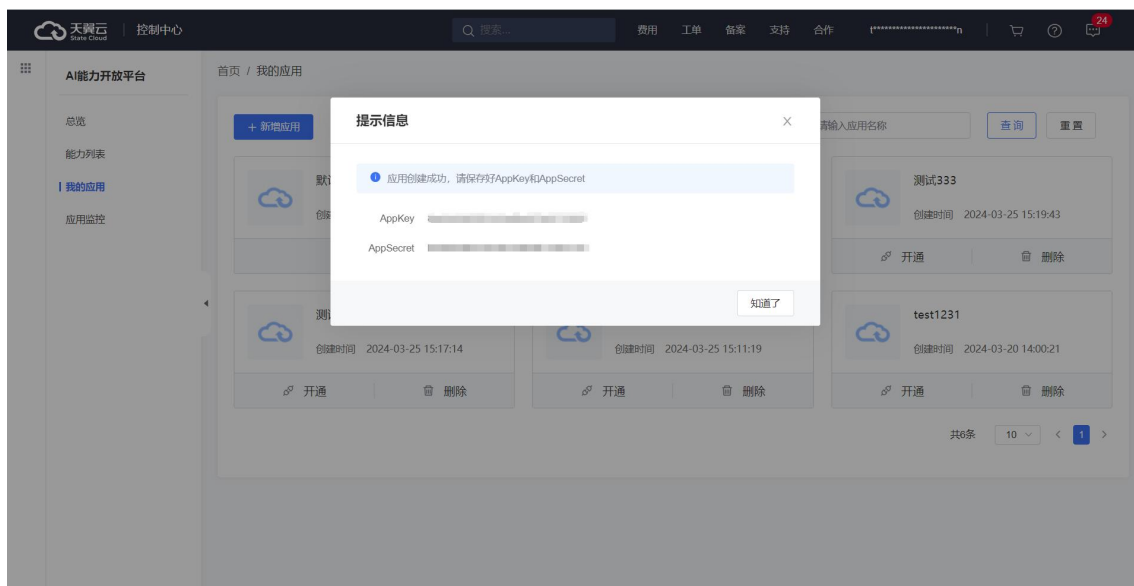 天翼云 State Cloud 控制中心 搜索... 费用 工单 备案 支持 合作 t**********************n 24
AI能力开放平台
总览
能力列表
我的应用
应用监控
首页 / 我的应用
+ 新增应用
请输入应用名称 查询 重置
提示信息
应用创建成功，请保存好AppKey和AppSecret
AppKey
AppSecret
知道了
测试333
创建时间 2024-03-25 15:19:43
开通 删除
创建时间 2024-03-25 15:17:14
开通 删除
创建时间 2024-03-25 15:11:19
开通 删除
test1231
创建时间 2024-03-20 14:00:21
开通 删除
共6条 10 1